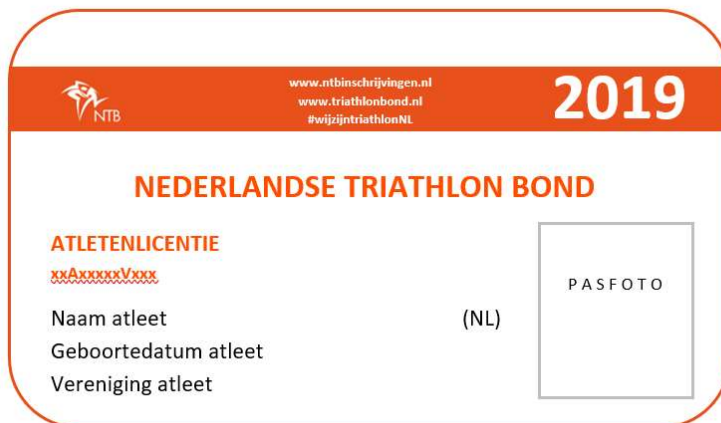 NTB
www.ntbinschrijvingen.nl
www.triathlonbond.nl
#wijzijntriathlonNL
2019
NEDERLANDSE TRIATHLON BOND
ATLETENLICENTIE
xxAxxxxxVxxx
PASFOTO
Naam atleet (NL)
Geboortedatum atleet
Vereniging atleet